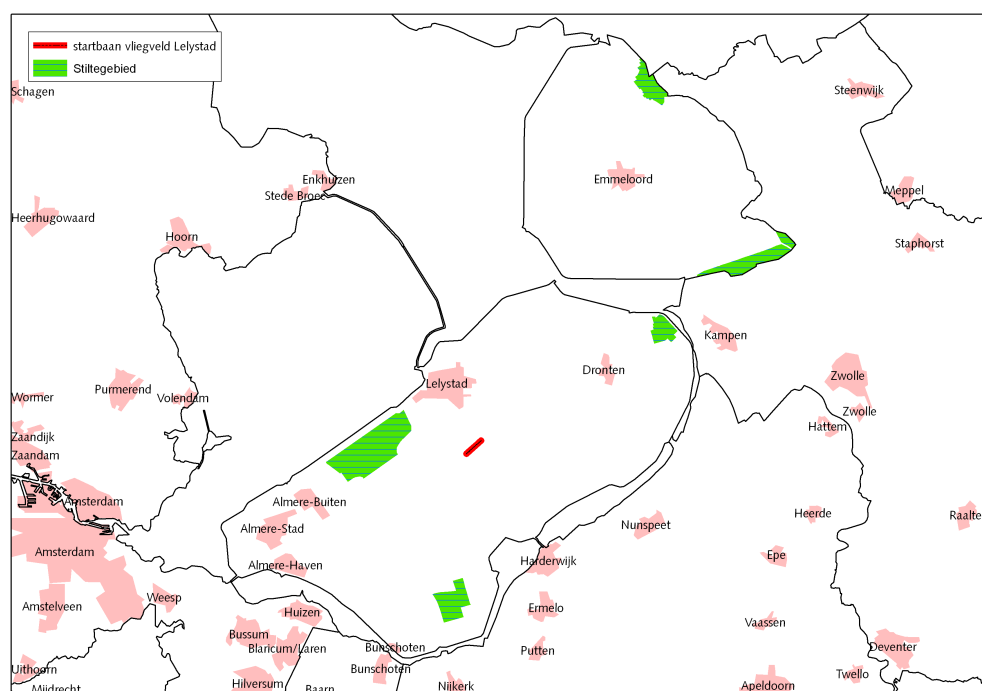 startbaan vliegveld Lelystad
Stiltegebied
Schagen
Steenwijk
Enkhuizen
Emmeloord
Stede Broec
Meppel
Heerhugowaard
Hoorn
Staphorst
Kampen
Dronten
Zwolle
Lelystad
Purmerend
Wormer
Volendam
Zwolle
Hattem
Zaandijk
Zaandam
Amsterdam
Almere-Buiten
Heerde
Raalte
Almere-Stad
Nunspeet
Amsterdam
Epe
Almere-Haven
Harderwijk
Weesp
Amstelveen
Huizen
Ermelo
Vaassen
Bussum
Blaricum/Laren
Bunschoten
Putten
Deventer
Uithoorn
Bunschoten
Twello
Mijdrecht
Hilversum
Baarn
Nijkerk
Apeldoorn